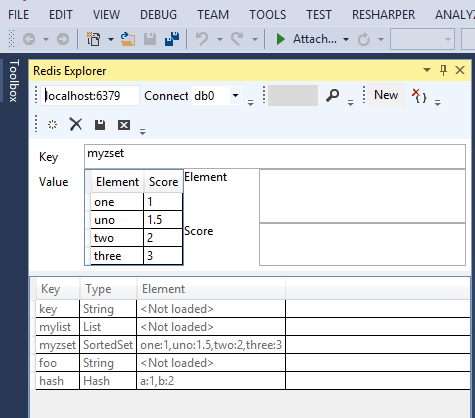 FILE EDIT VIEW DEBUG TEAM TOOLS TEST RESHARPER ANALYZ
Attach...
Toolbox
Redis Explorer
localhost:6379 Connect db0 New
Key myzset
Value Element Score Element
one 1
uno 1.5
Score
two 2
three 3
Key Type Element
key String <Not loaded>
mylist List <Not loaded>
myzset SortedSet one:1,uno:1.5,two:2,three:3
foo String <Not loaded>
hash Hash a:1,b:2